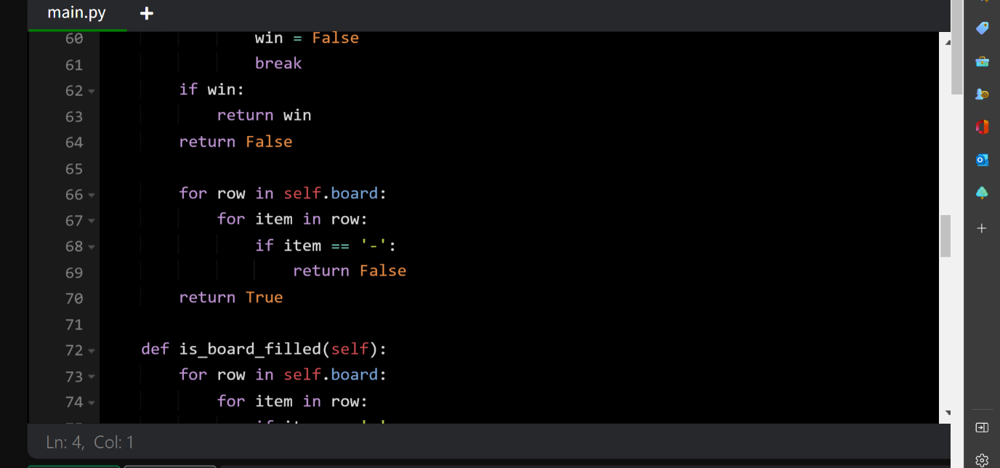 main.py +
60 win = False
61 break
62 if win:
63 return win
64 return False
65
66 for row in self.board:
67 for item in row:
68 if item == '-':
69 return False
70 return True
71
72 def is_board_filled(self):
73 for row in self.board:
74 for item in row:
Ln: 4, Col: 1